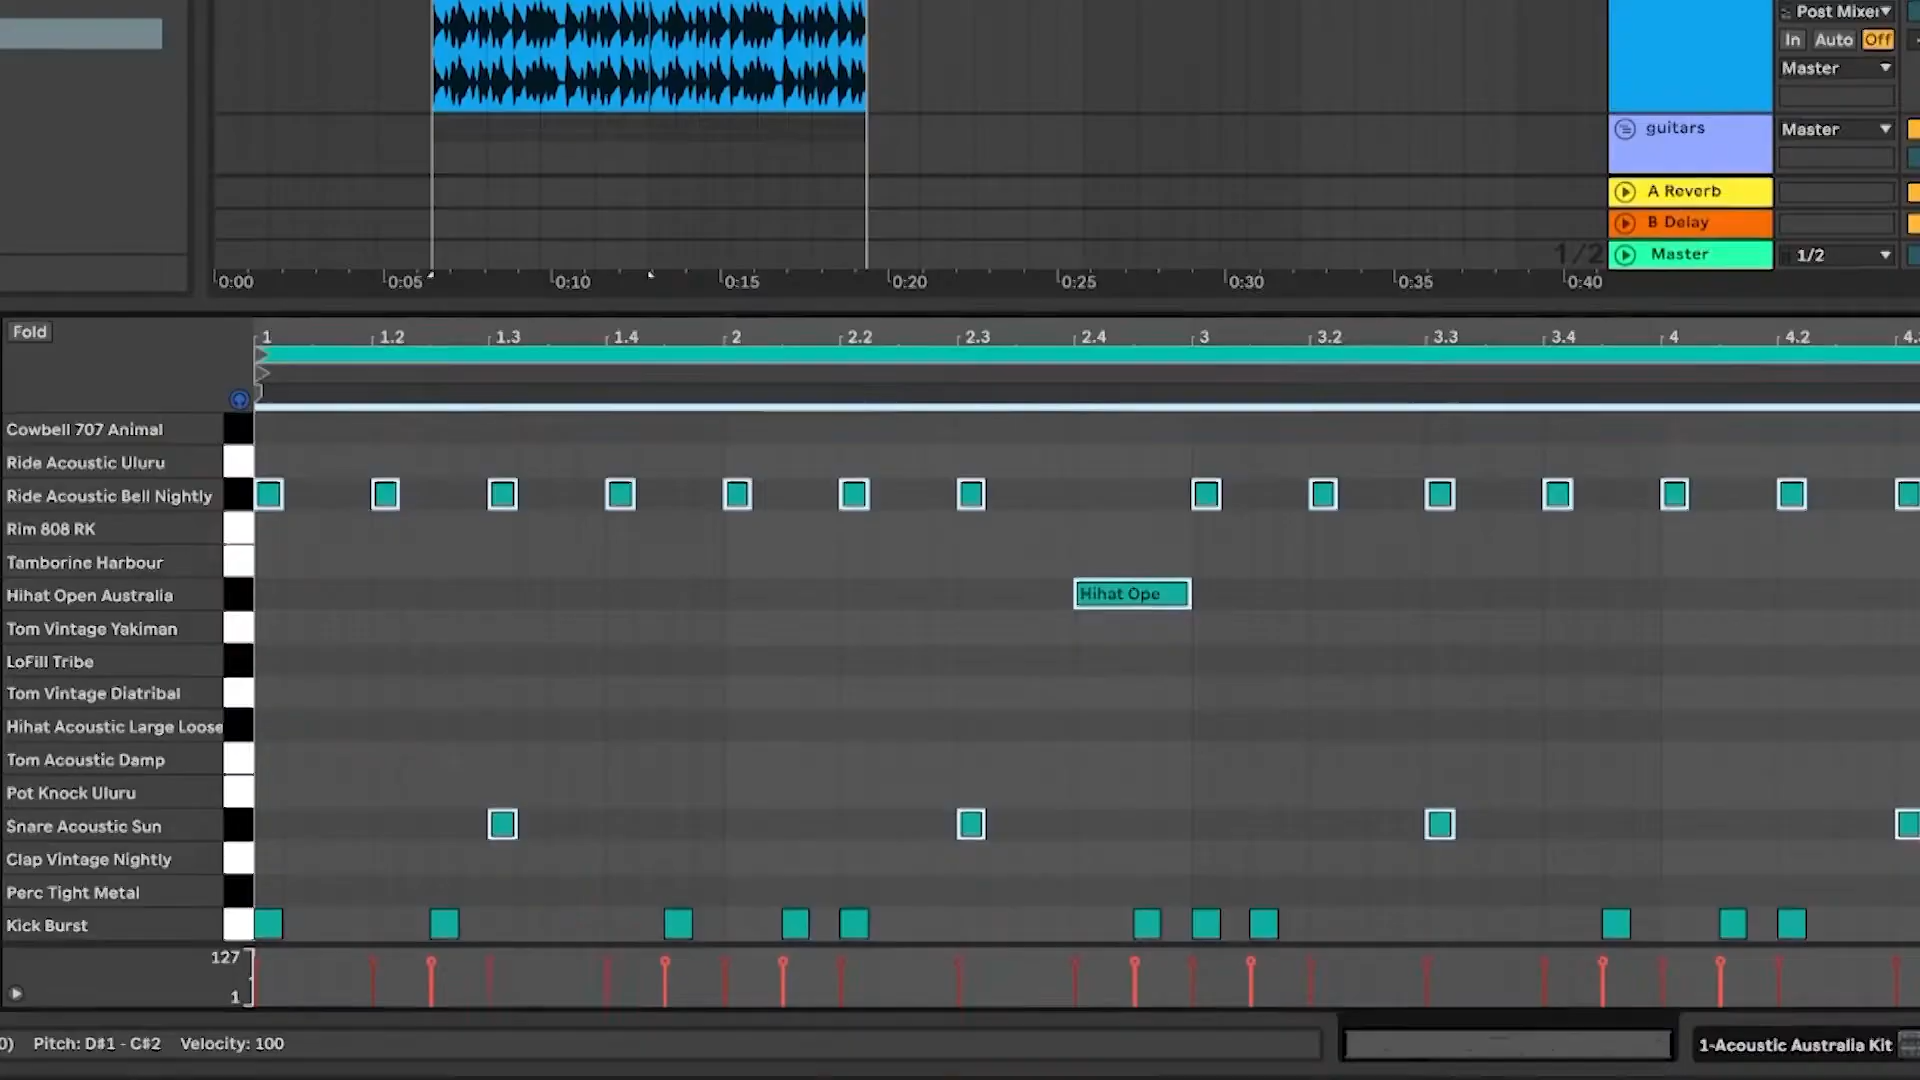 Post Mixer
In Auto Off
Master
guitars Master
A Reverb
B Delay
1/2 Master 1/2
0:00 0:05 0:10 0:15 0:20 0:25 0:30 0:35 0:40
Fold
1 1.2 1.3 1.4 2 2.2 2.3 2.4 3 3.2 3.3 3.4 4 4.2 4.
Cowbell 707 Animal
Ride Acoustic Uluru
Ride Acoustic Bell Nightly
Rim 808 RK
Tamborine Harbour
Hihat Open Australia Hihat Ope
Tom Vintage Yakiman
LoFill Tribe
Tom Vintage Diatribal
Hihat Acoustic Large Loose
Tom Acoustic Damp
Pot Knock Uluru
Snare Acoustic Sun
Clap Vintage Nightly
Perc Tight Metal
Kick Burst
127
1
0) Pitch: D#1 - C#2 Velocity: 100 1-Acoustic Australia Kit